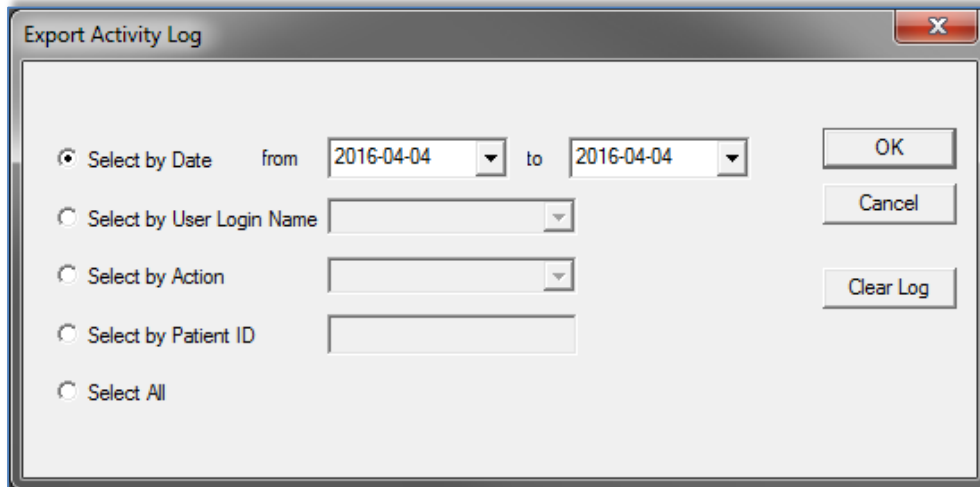 Export Activity Log
Select by Date from 2016-04-04 to 2016-04-04 OK
Select by User Login Name Cancel
Select by Action Clear Log
Select by Patient ID
Select All